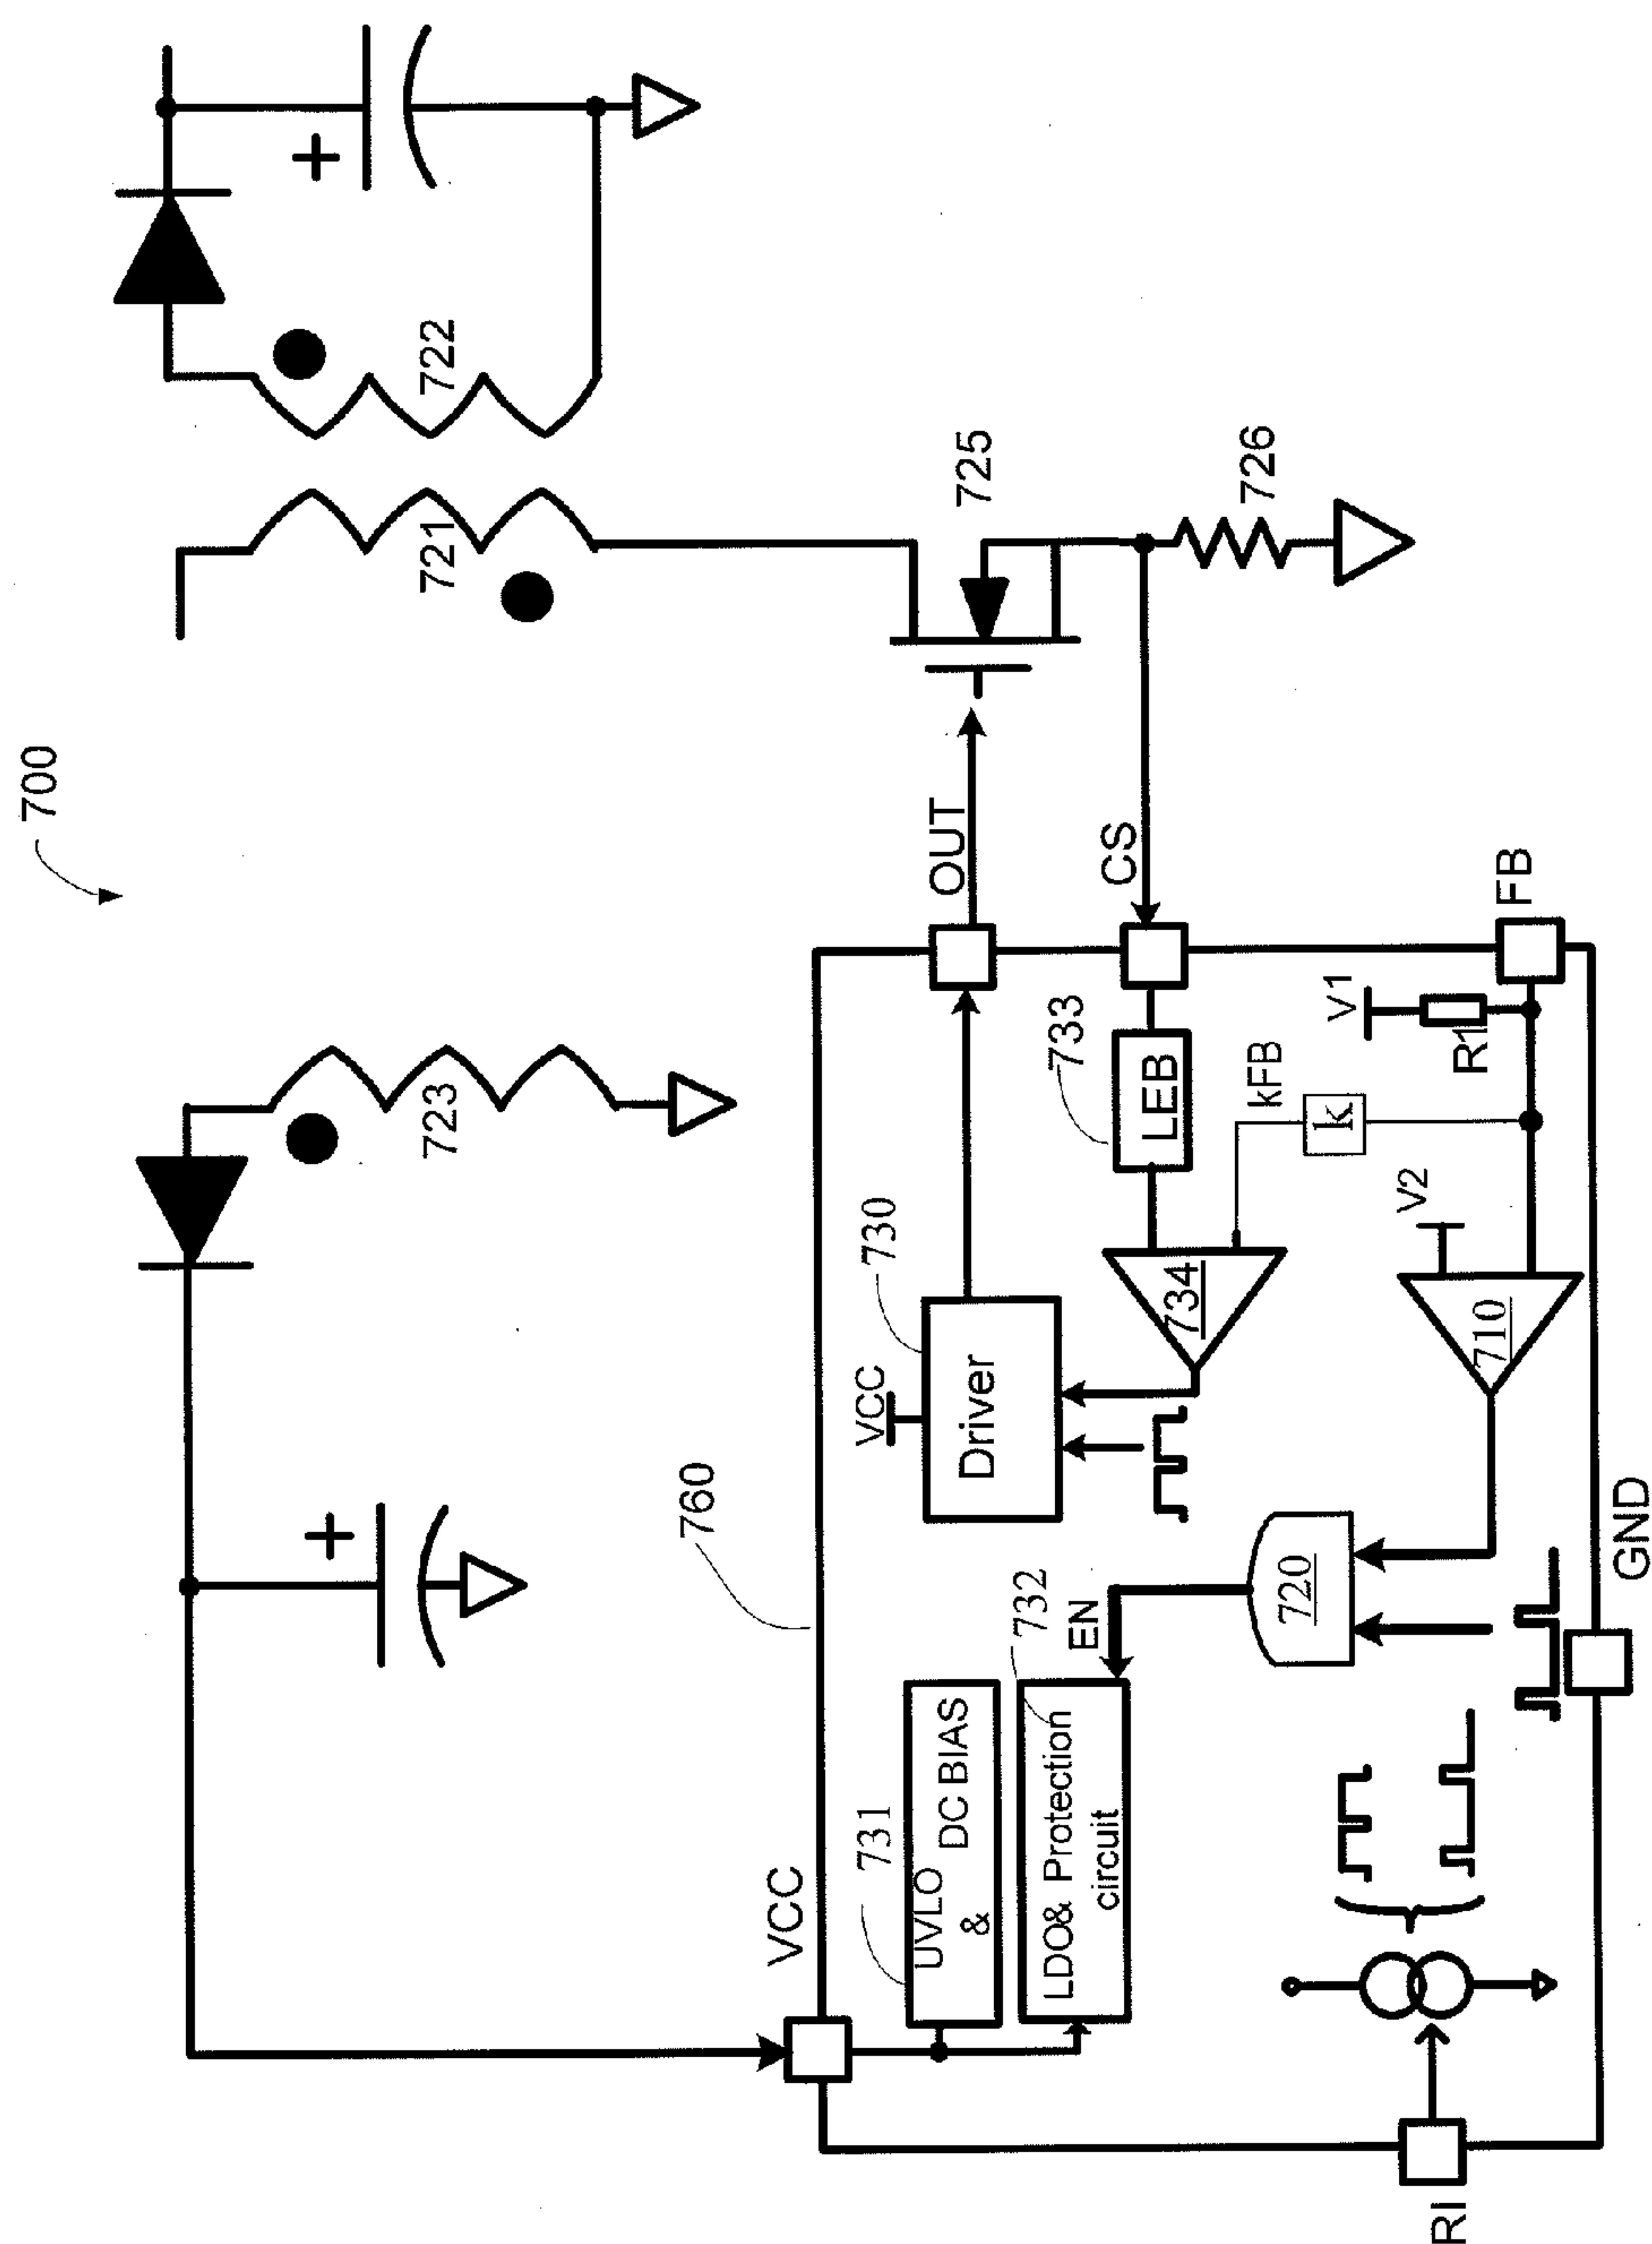 700
722
721
723
725
726
VCC
760
OUT
CS
FB
GND
RI
730
VCC
Driver
733
LEB
734
kFB
k
V1
R1
V2
710
720
EN
731
UVLO
&
DC BIAS
732
LDO& Protection
circuit
+
+